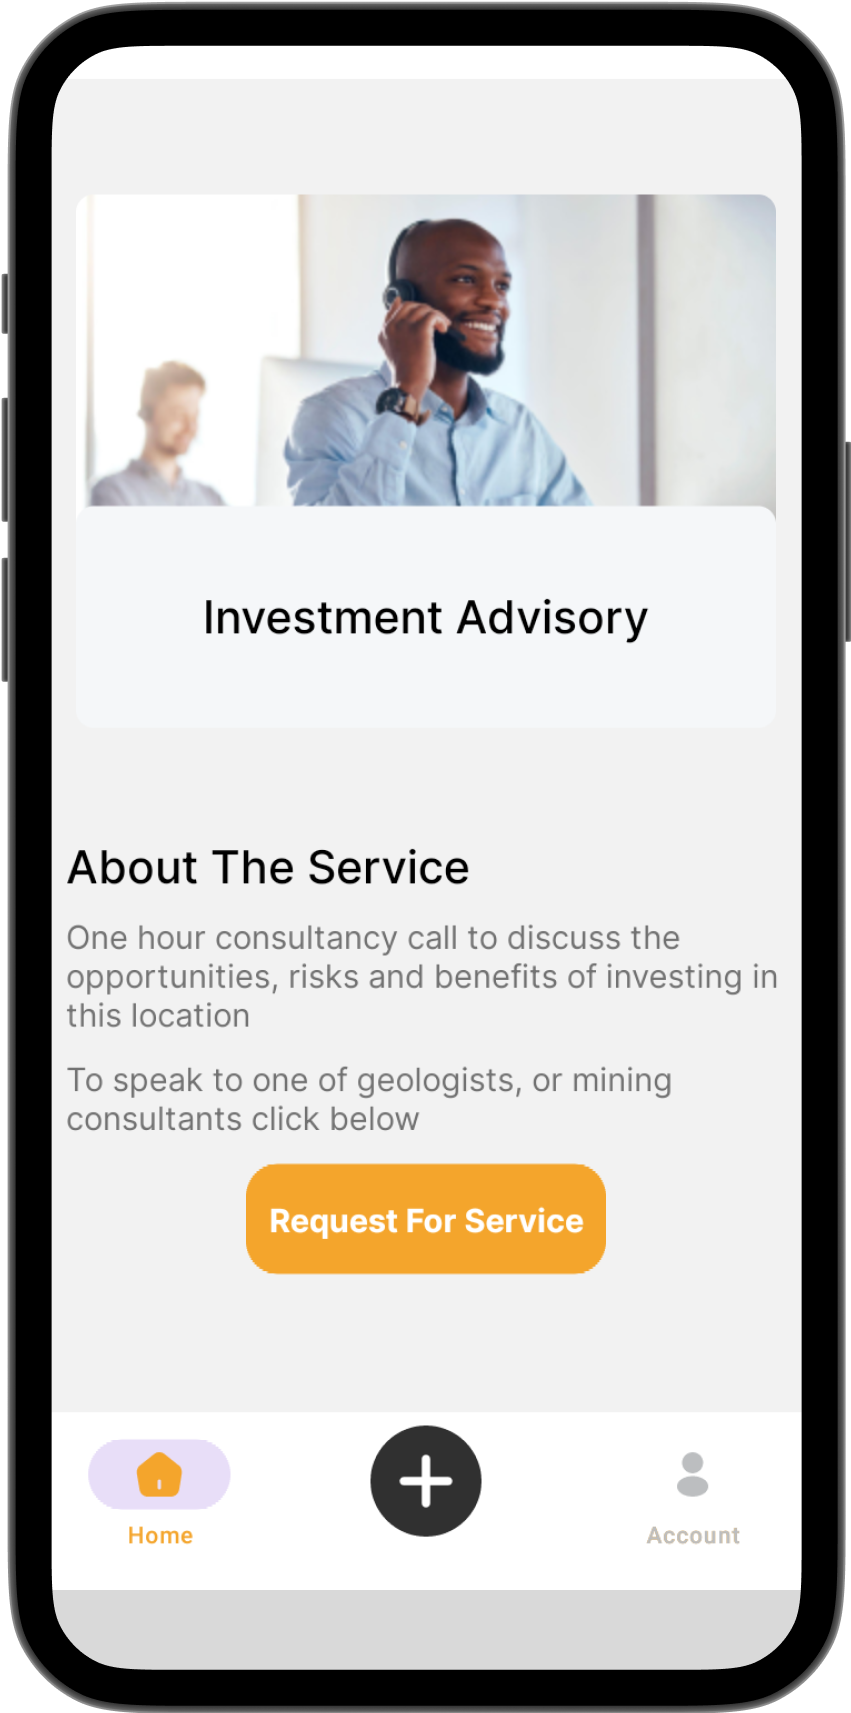 Investment Advisory
About The Service
One hour consultancy call to discuss the
opportunities, risks and benefits of investing in
this location
To speak to one of geologists, or mining
consultants click below
Request For Service
Home
Account